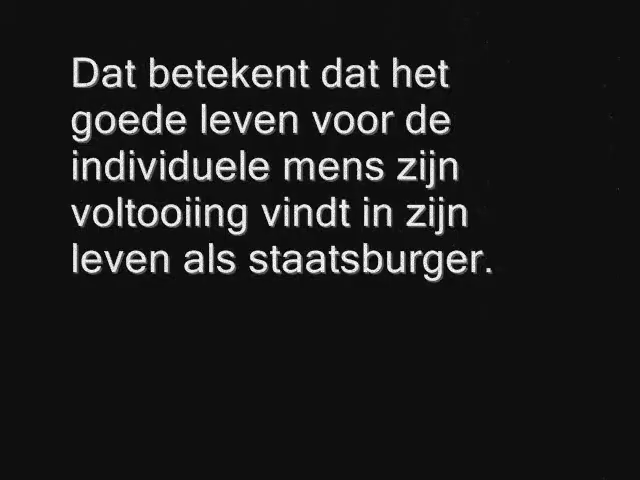 Dat betekent dat het
goede leven voor de
individuele mens zijn
voltooiing vindt in zijn
leven als staatsburger.